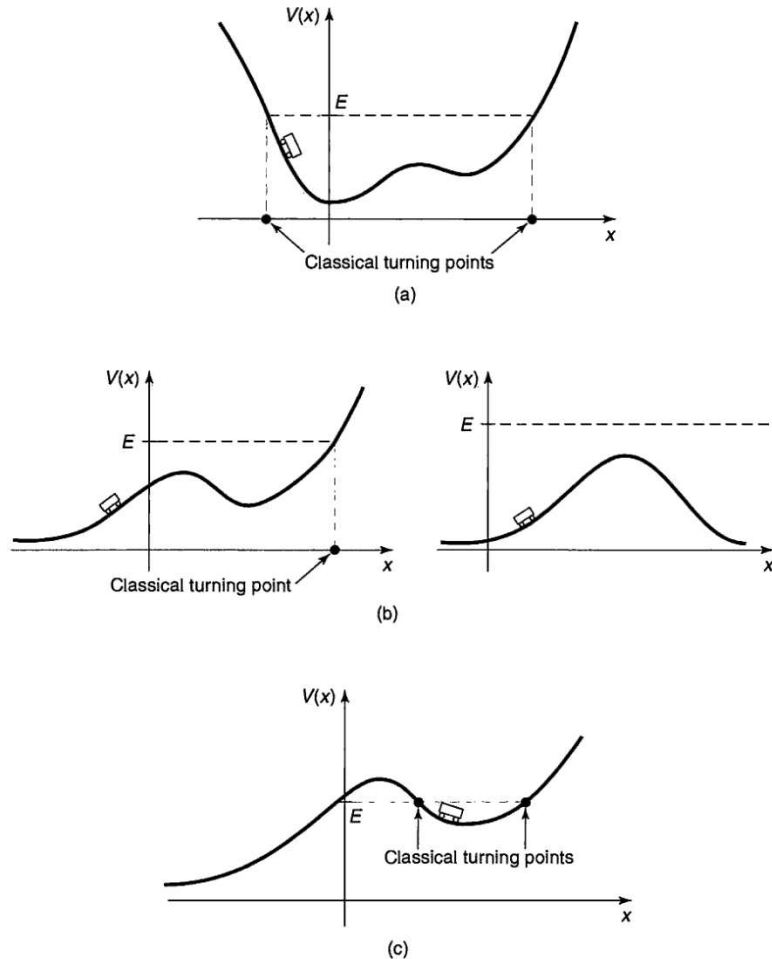 V(x)
E
x
Classical turning points
(a)
V(x)
E
x
Classical turning point
V(x)
E
x
(b)
V(x)
E
x
Classical turning points
(c)